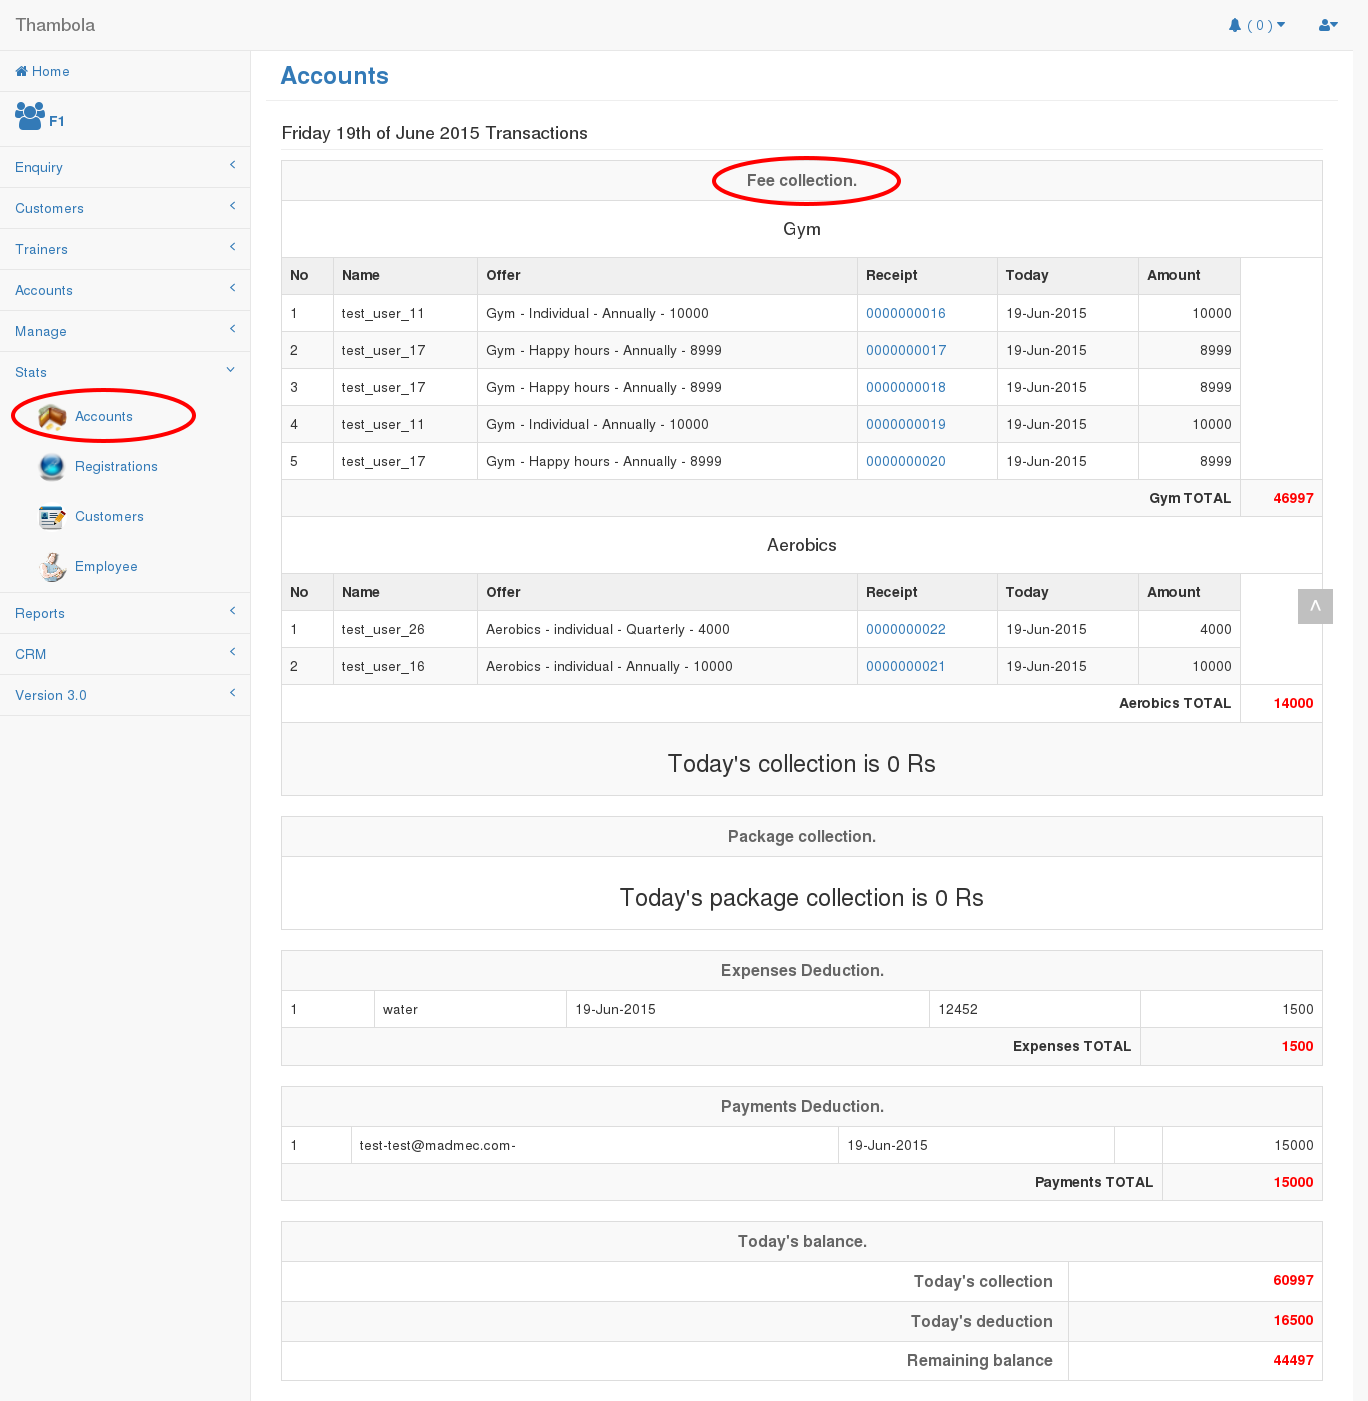 Thambola ( 0 )
Home
F1
Enquiry
Customers
Trainers
Accounts
Manage
Stats
Accounts
Registrations
Customers
Employee
Reports
CRM
Version 3.0
Accounts
Friday 19th of June 2015 Transactions
Fee collection.
Gym
No Name Offer Receipt Today Amount
1 test_user_11 Gym - Individual - Annually - 10000 0000000016 19-Jun-2015 10000
2 test_user_17 Gym - Happy hours - Annually - 8999 0000000017 19-Jun-2015 8999
3 test_user_17 Gym - Happy hours - Annually - 8999 0000000018 19-Jun-2015 8999
4 test_user_11 Gym - Individual - Annually - 10000 0000000019 19-Jun-2015 10000
5 test_user_17 Gym - Happy hours - Annually - 8999 0000000020 19-Jun-2015 8999
Gym TOTAL 46997
Aerobics
No Name Offer Receipt Today Amount
1 test_user_26 Aerobics - individual - Quarterly - 4000 0000000022 19-Jun-2015 4000
2 test_user_16 Aerobics - individual - Annually - 10000 0000000021 19-Jun-2015 10000
Aerobics TOTAL 14000
Today's collection is 0 Rs
Package collection.
Today's package collection is 0 Rs
Expenses Deduction.
1 water 19-Jun-2015 12452 1500
Expenses TOTAL 1500
Payments Deduction.
1 test-test@madmec.com- 19-Jun-2015 15000
Payments TOTAL 15000
Today's balance.
Today's collection 60997
Today's deduction 16500
Remaining balance 44497